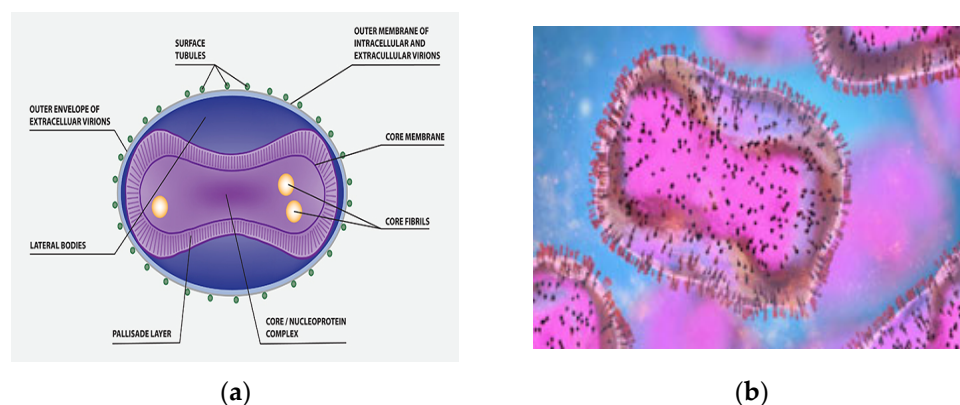 SURFACE
TUBULES
OUTER MEMBRANE OF
INTRACELLULAR AND
EXTRACULLULAR VIRIONS
OUTER ENVELOPE OF
EXTRACELLUAR VIRIONS
CORE MEMBRANE
CORE FIBRILS
LATERAL BODIES
PALLISADE LAYER
CORE / NUCLEOPROTEIN
COMPLEX
(a)
(b)